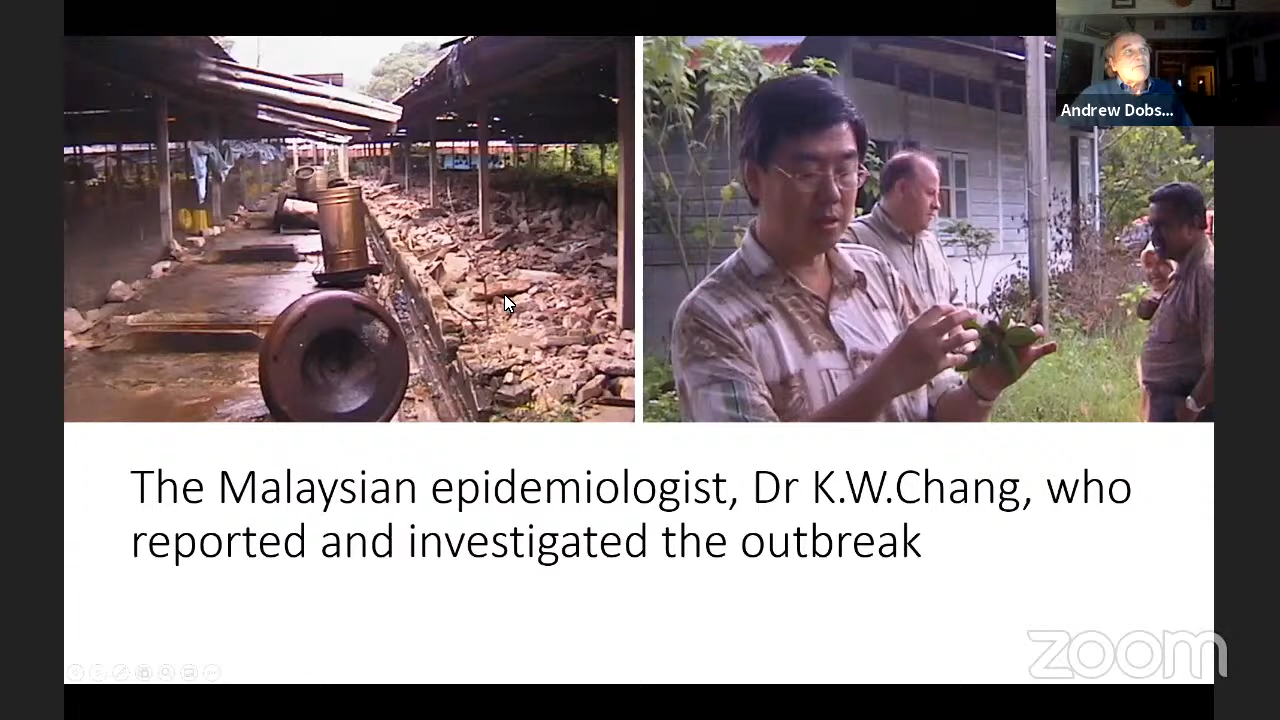 Andrew Dobs...
The Malaysian epidemiologist, Dr K.W.Chang, who
reported and investigated the outbreak
zoom